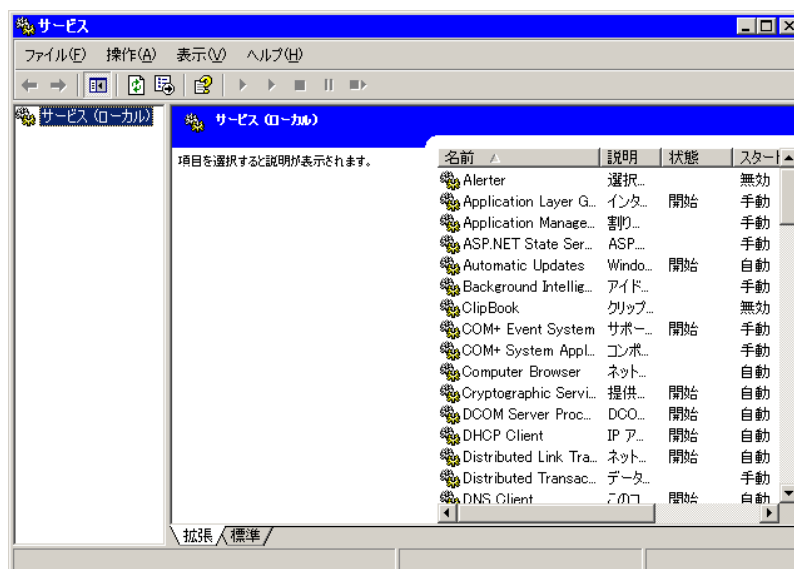 サービス
ファイル(F) 操作(A) 表示(V) ヘルプ(H)
サービス (ローカル)
サービス (ローカル)
項目を選択すると説明が表示されます。
名前 説明 状態 スタート
Alerter 選択... 無効
Application Layer G... インタ... 開始 手動
Application Manage... 割り... 手動
ASP.NET State Ser... ASP.... 手動
Automatic Updates Windo... 開始 自動
Background Intellig... アイド... 手動
ClipBook クリップ... 無効
COM+ Event System サポー... 開始 手動
COM+ System Appl... コンポ... 手動
Computer Browser ネット... 自動
Cryptographic Servi... 提供... 開始 自動
DCOM Server Proc... DCO... 開始 自動
DHCP Client IP ア... 開始 自動
Distributed Link Tra... ネット... 開始 自動
Distributed Transac... データ... 手動
DNS Client このコ 開始 自動
拡張 標準